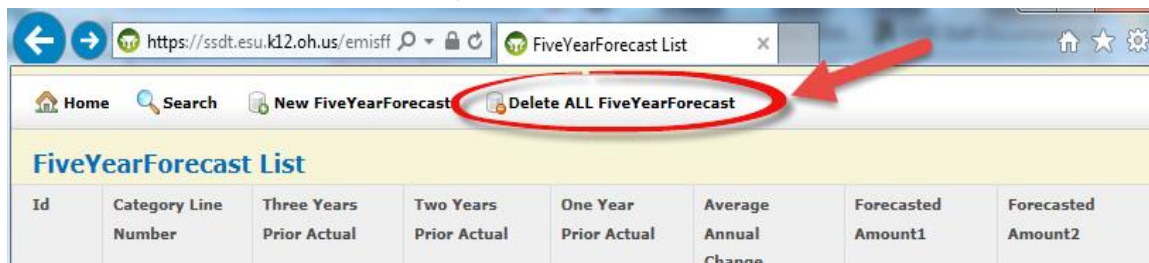 https://ssdt.esu.k12.oh.us/emisff FiveYearForecast List
Home Search New FiveYearForecast Delete ALL FiveYearForecast
FiveYearForecast List
Id Category Line Three Years Two Years One Year Average Forecasted Forecasted
Number Prior Actual Prior Actual Prior Actual Annual Amount1 Amount2
Change